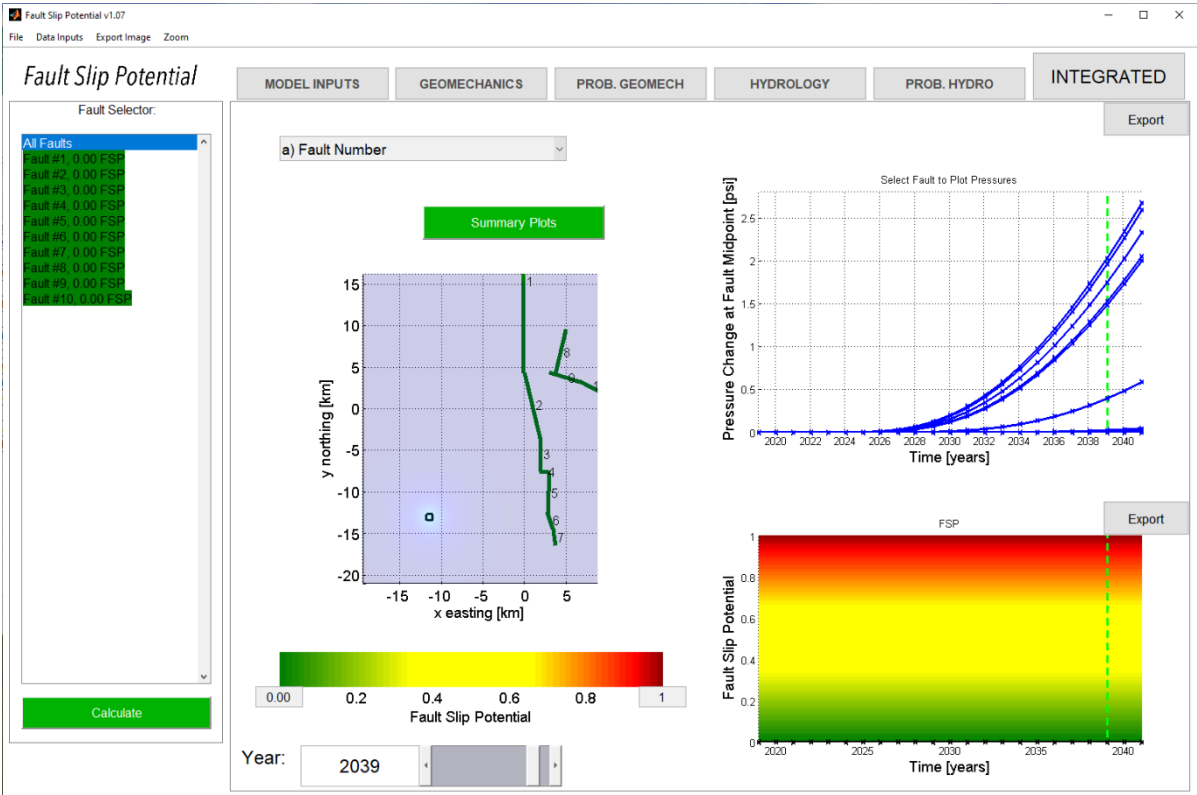 Fault Slip Potential v1.07
File Data Inputs Export Image Zoom
Fault Slip Potential
MODEL INPUTS GEOMECHANICS PROB. GEOMECH HYDROLOGY PROB. HYDRO INTEGRATED
Fault Selector:
All Faults
Fault #1, 0.00 FSP
Fault #2, 0.00 FSP
Fault #3, 0.00 FSP
Fault #4, 0.00 FSP
Fault #5, 0.00 FSP
Fault #6, 0.00 FSP
Fault #7, 0.00 FSP
Fault #8, 0.00 FSP
Fault #9, 0.00 FSP
Fault #10, 0.00 FSP
Calculate
Export
a) Fault Number
Summary Plots
15
10
5
0
-5
-10
-15
-20
y northing [km]
1
8
9
1
2
3
4
5
6
7
-15 -10 -5 0 5
x easting [km]
0.00 0.2 0.4 0.6 0.8 1
Fault Slip Potential
Year: 2039
Select Fault to Plot Pressures
Pressure Change at Fault Midpoint [psi]
2.5
2
1.5
1
0.5
0
2020 2022 2024 2026 2028 2030 2032 2034 2036 2038 2040
Time [years]
Export
FSP
Fault Slip Potential
1
0.8
0.6
0.4
0.2
0
2020 2025 2030 2035 2040
Time [years]